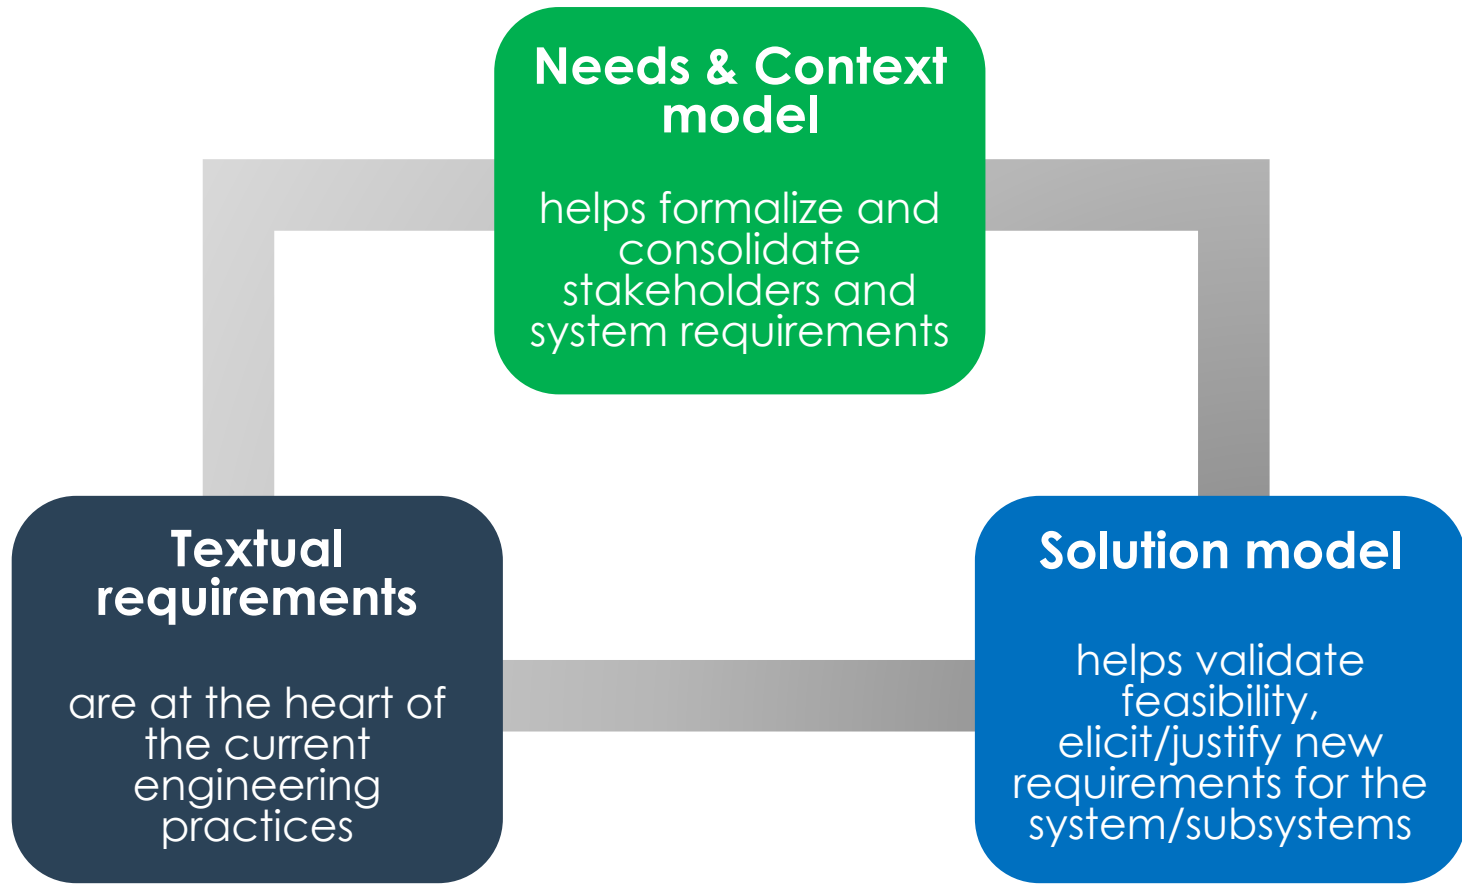 Needs & Context
model
helps formalize and
consolidate
stakeholders and
system requirements
Textual
requirements
are at the heart of
the current
engineering
practices
Solution model
helps validate
feasibility,
elicit/justify new
requirements for the
system/subsystems